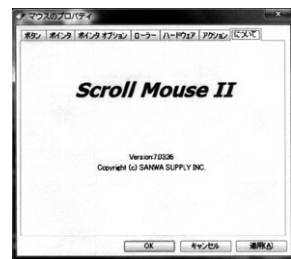 マウスのプロパティ
ボタン ポインタ ポインタ オプション ローラー ハードウェア アクション について
Scroll Mouse II
Version:7.0336
Copyright (c) SANWA SUPPLY INC.
OK キャンセル 適用(A)